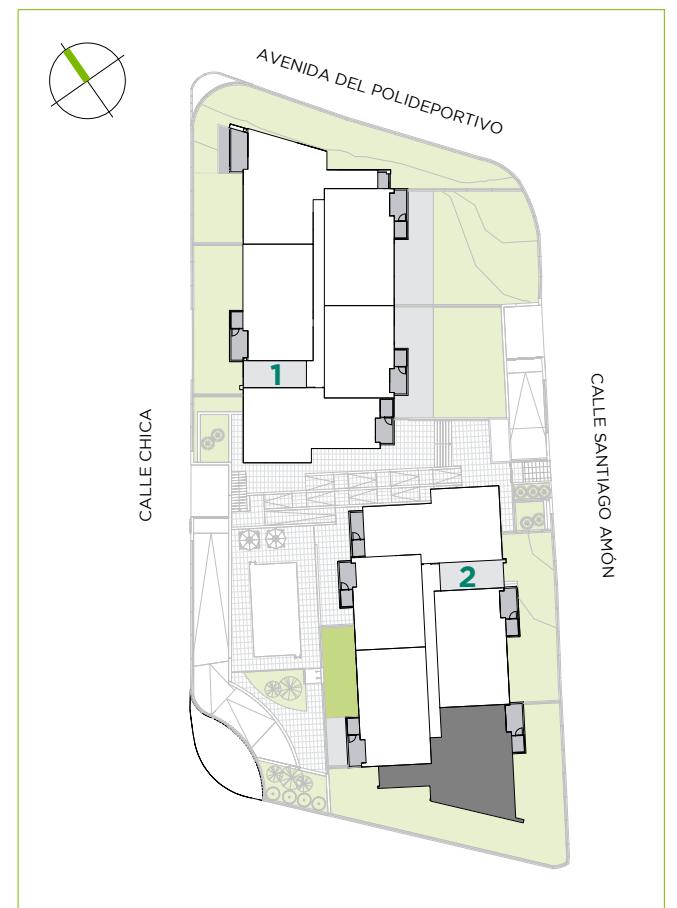 AVENIDA DEL POLIDEPORTIVO
1
CALLE CHICA
CALLE SANTIAGO AMÓN
2